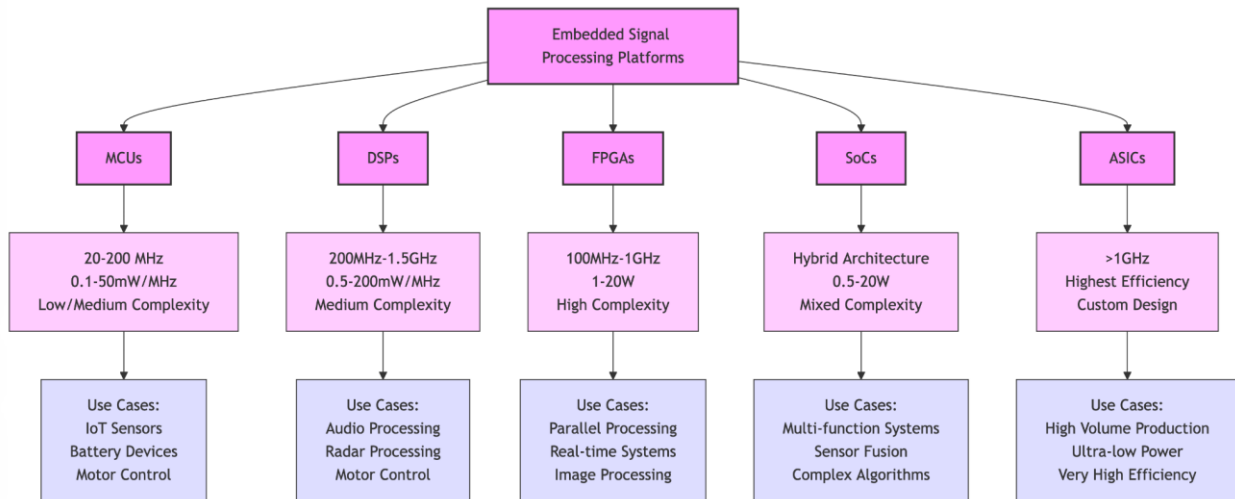 Embedded Signal
Processing Platforms
MCUs
DSPs
FPGAs
SoCs
ASICs
20-200 MHz
0.1-50mW/MHz
Low/Medium Complexity
200MHz-1.5GHz
0.5-200mW/MHz
Medium Complexity
100MHz-1GHz
1-20W
High Complexity
Hybrid Architecture
0.5-20W
Mixed Complexity
>1GHz
Highest Efficiency
Custom Design
Use Cases:
IoT Sensors
Battery Devices
Motor Control
Use Cases:
Audio Processing
Radar Processing
Motor Control
Use Cases:
Parallel Processing
Real-time Systems
Image Processing
Use Cases:
Multi-function Systems
Sensor Fusion
Complex Algorithms
Use Cases:
High Volume Production
Ultra-low Power
Very High Efficiency